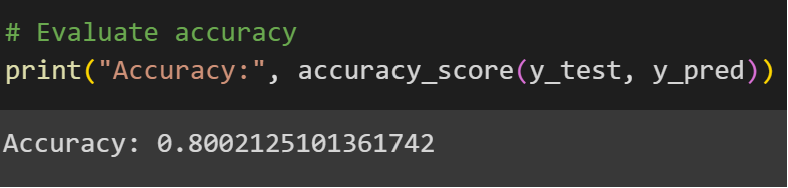 # Evaluate accuracy
print("Accuracy:", accuracy_score(y_test, y_pred))
Accuracy: 0.8002125101361742